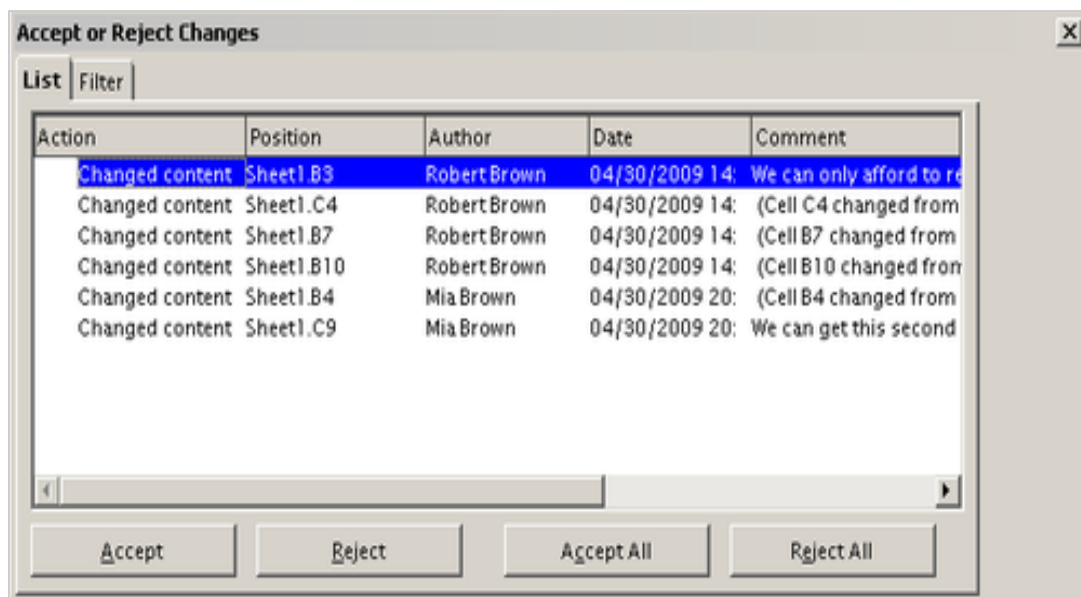 Accept or Reject Changes
List Filter
Action Position Author Date Comment
Changed content Sheet1.B3 Robert Brown 04/30/2009 14: We can only afford to re
Changed content Sheet1.C4 Robert Brown 04/30/2009 14: (Cell C4 changed from
Changed content Sheet1.B7 Robert Brown 04/30/2009 14: (Cell B7 changed from
Changed content Sheet1.B10 Robert Brown 04/30/2009 14: (Cell B10 changed from
Changed content Sheet1.B4 Mia Brown 04/30/2009 20: (Cell B4 changed from
Changed content Sheet1.C9 Mia Brown 04/30/2009 20: We can get this second
Accept Reject Accept All Reject All